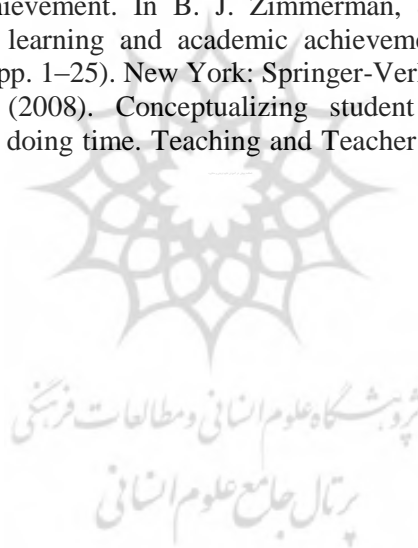 hievement. In B. J. Zimmerman,
learning and academic achieveme
pp. 1–25). New York: Springer-Ver
(2008). Conceptualizing student
doing time. Teaching and Teacher
پژوهشگاه علوم انسانی و مطالعات فرهنگی
پرتال جامع علوم انسانی